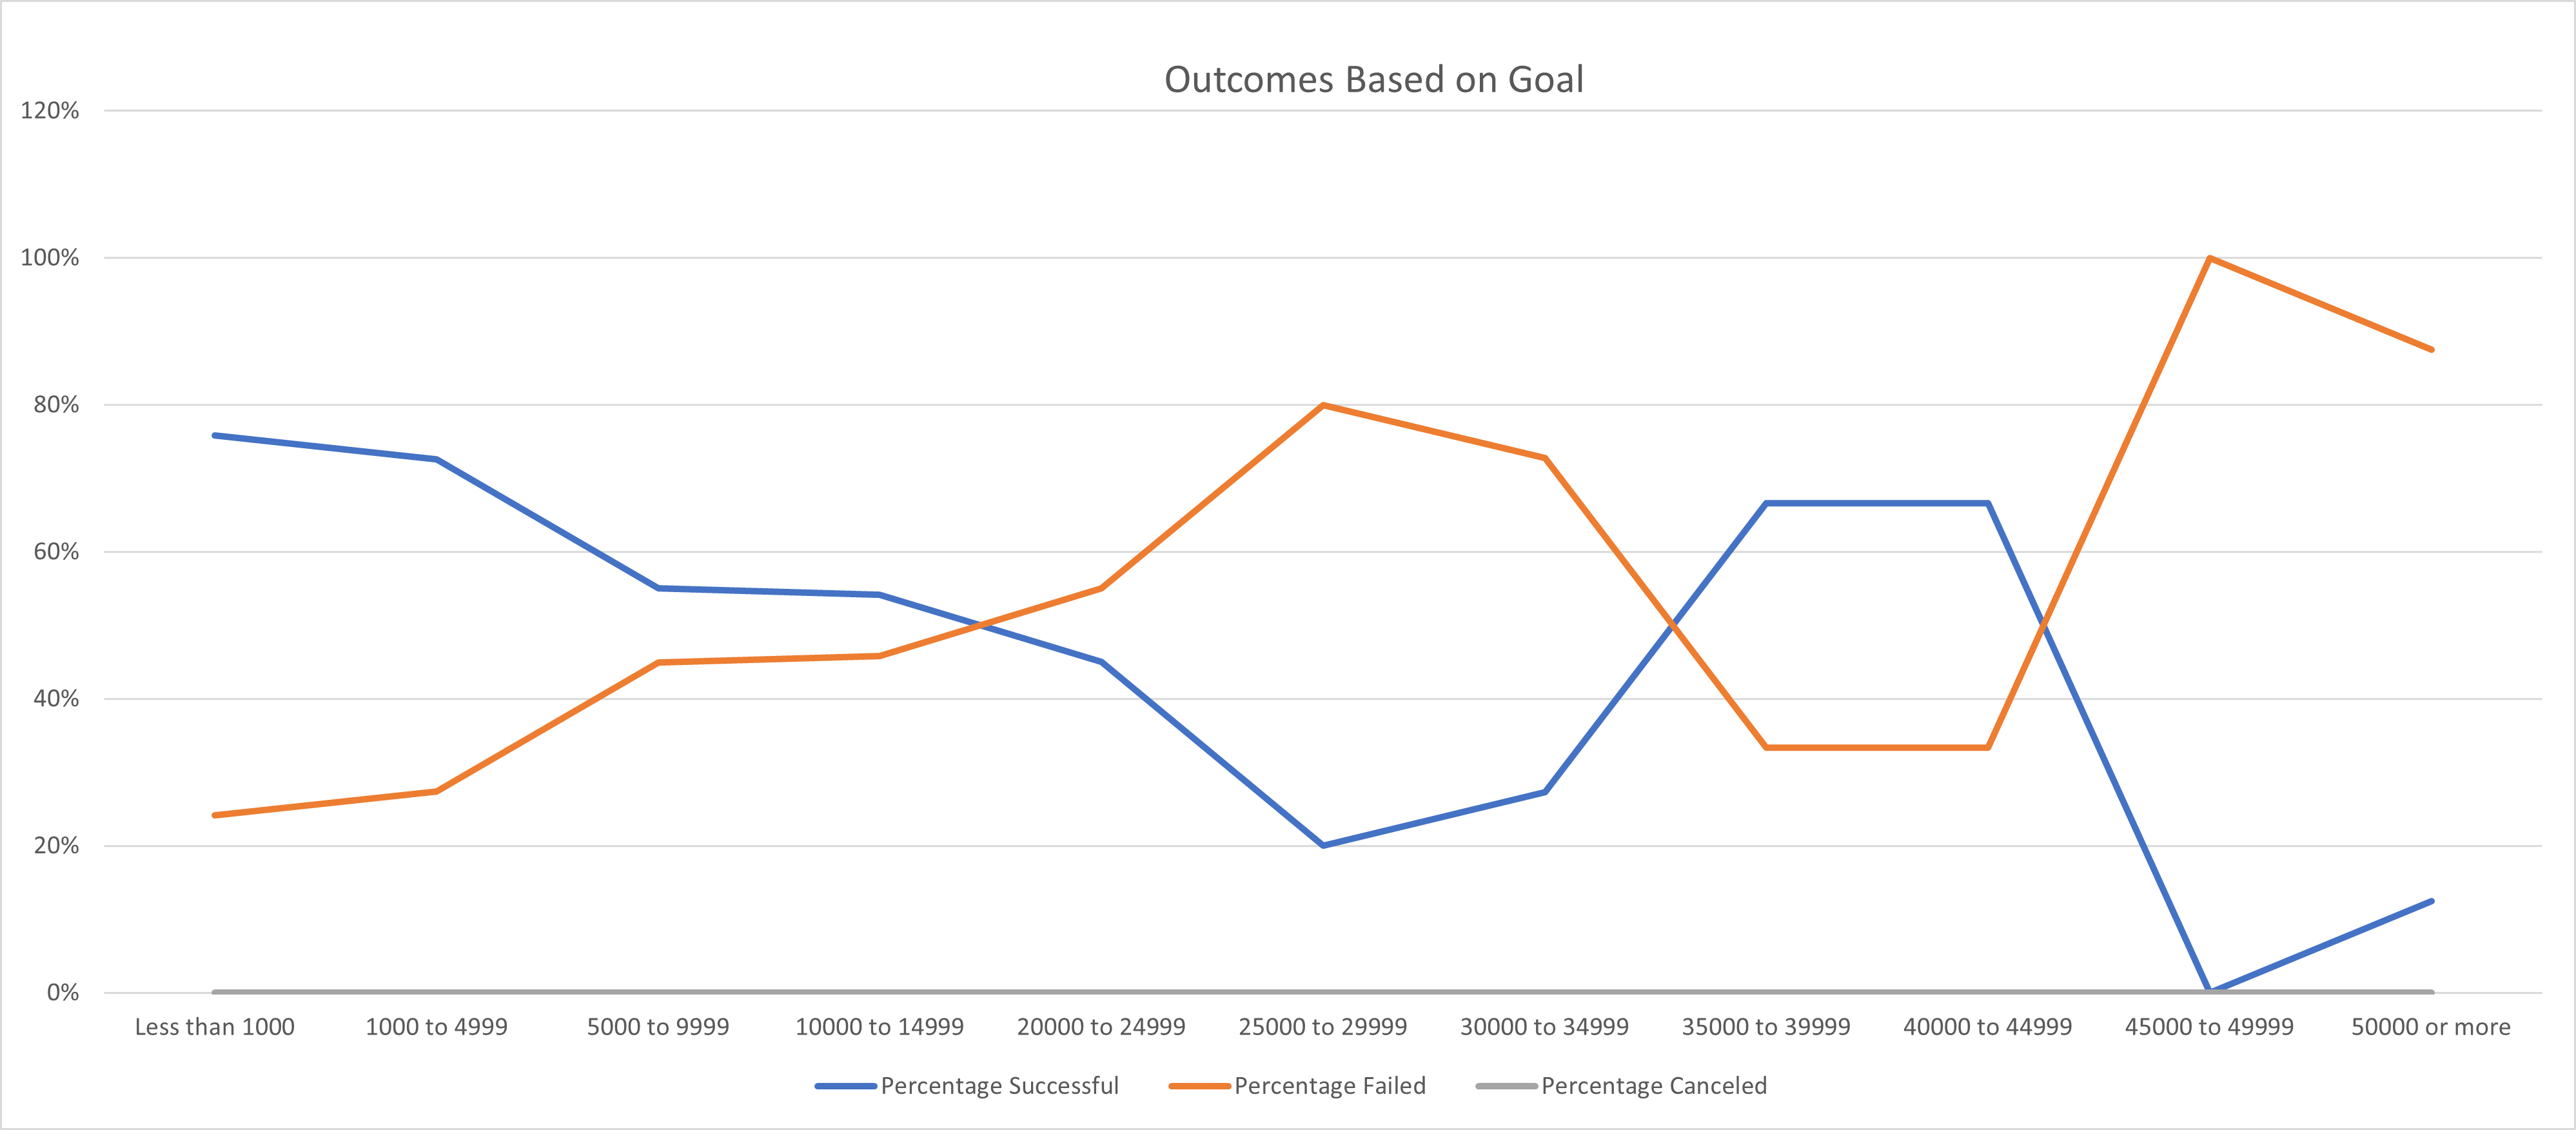 Outcomes Based on Goal
120%
100%
80%
60%
40%
20%
0%
Less than 1000 1000 to 4999 5000 to 9999 10000 to 14999 20000 to 24999 25000 to 29999 30000 to 34999 35000 to 39999 40000 to 44999 45000 to 49999 50000 or more
Percentage Successful Percentage Failed Percentage Canceled